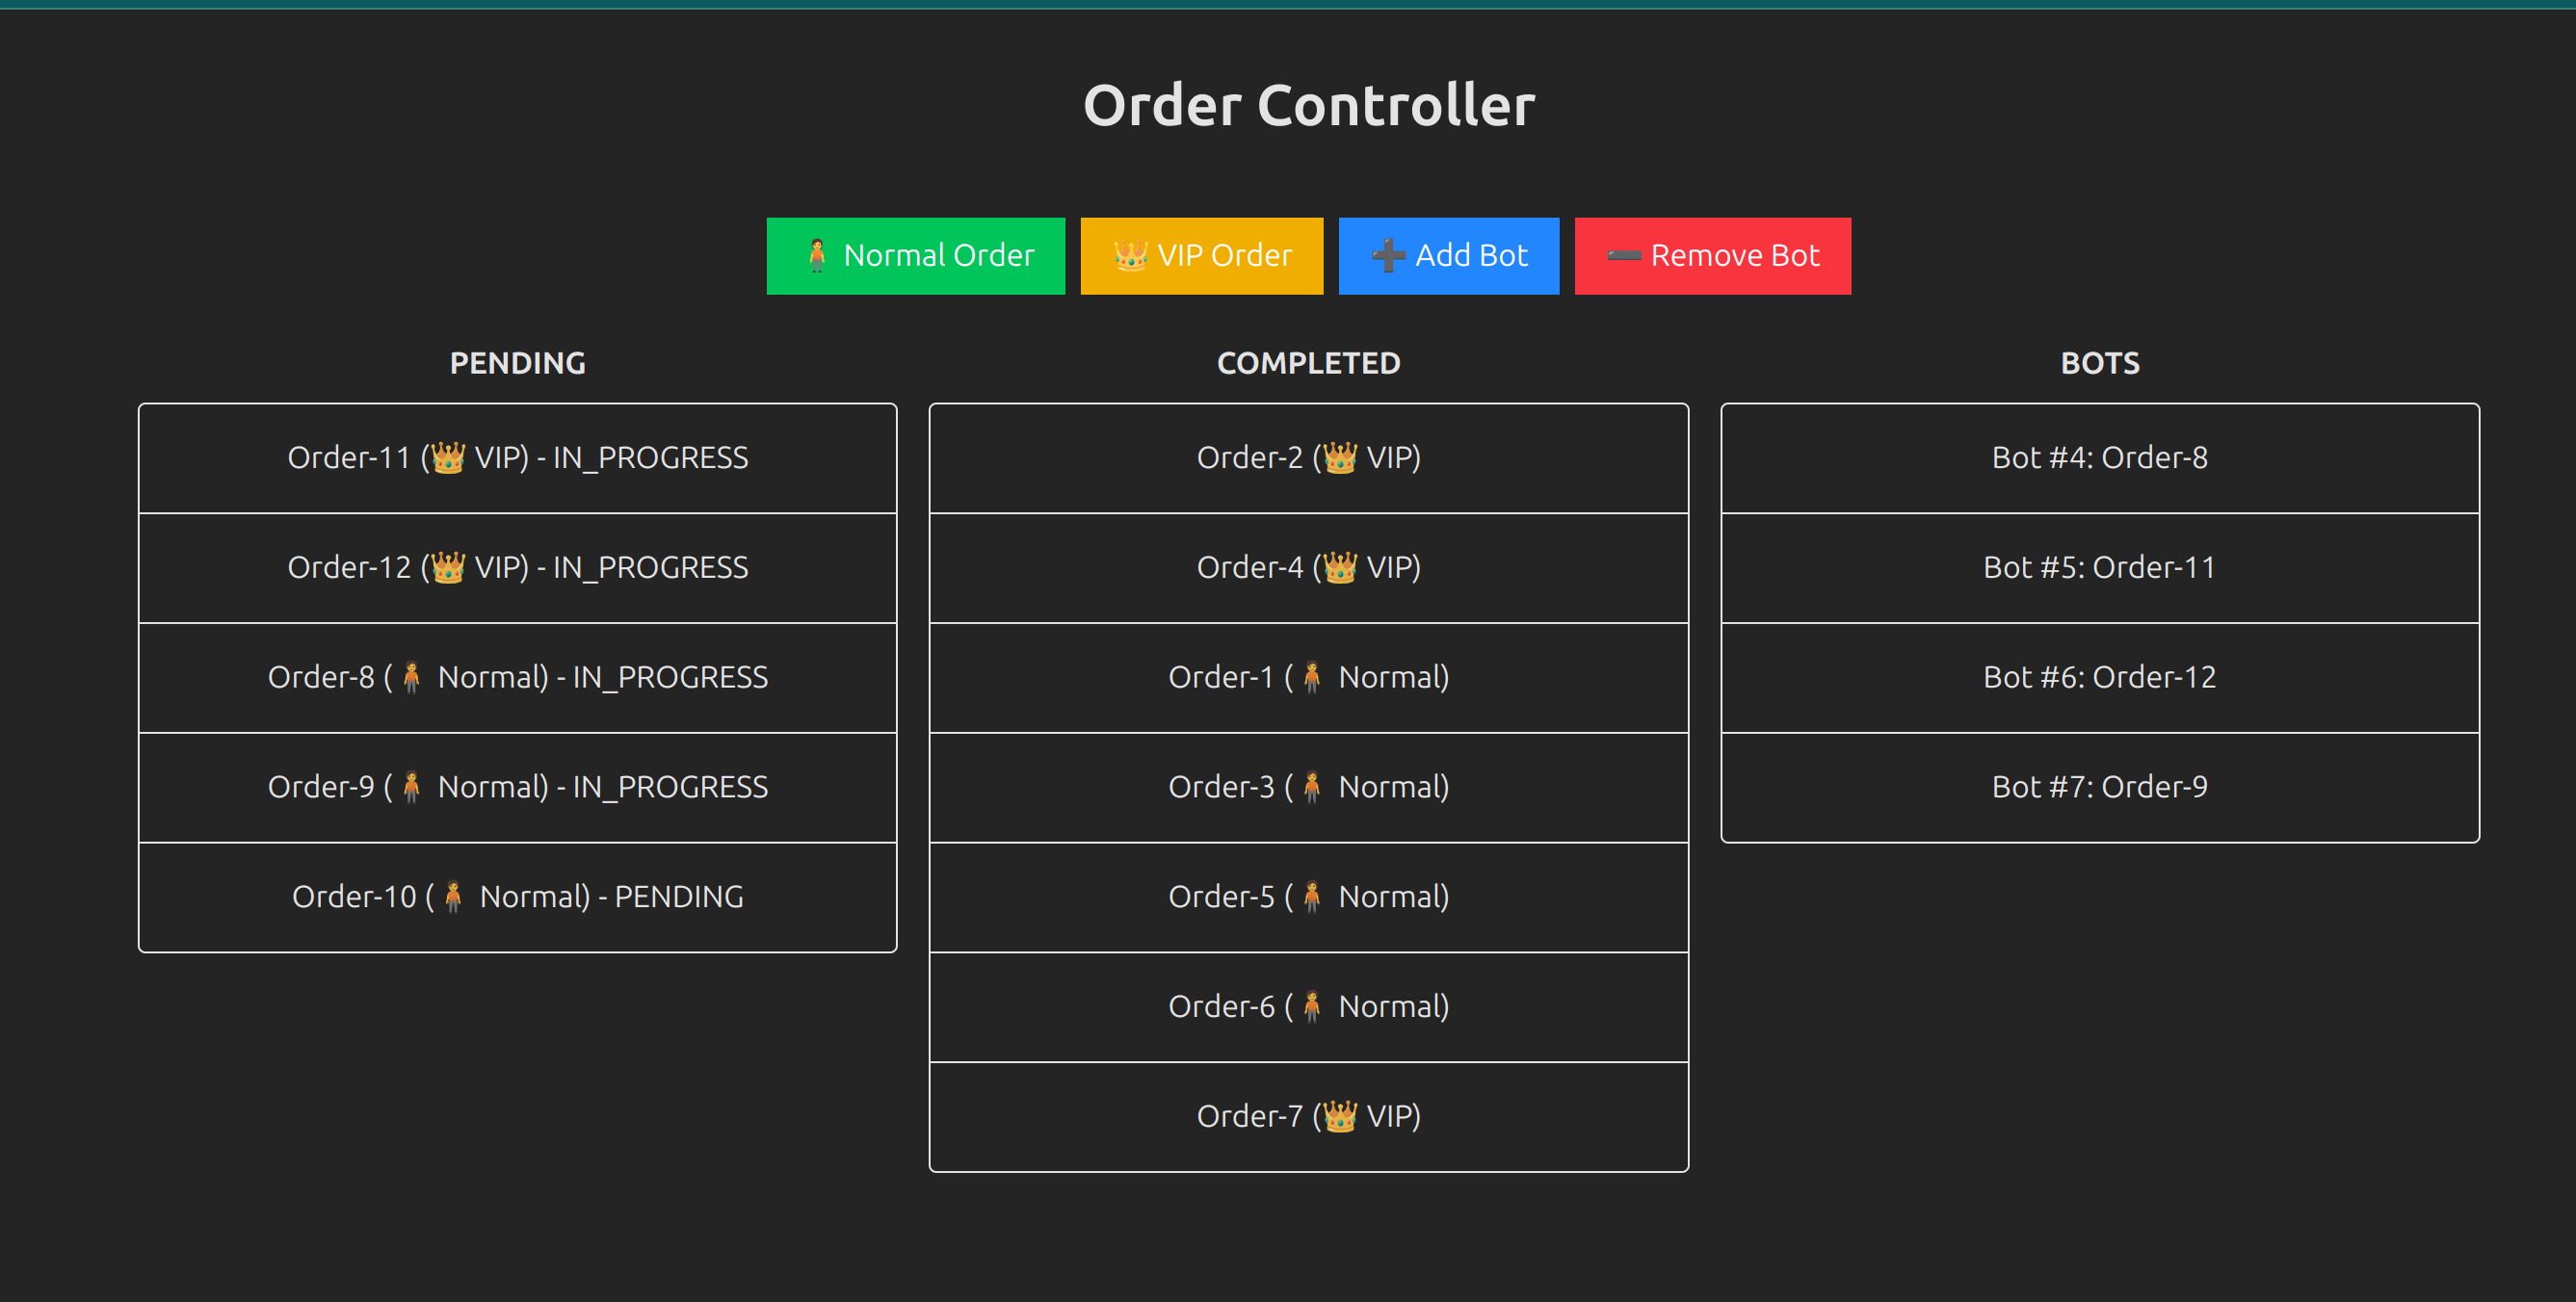 Order Controller
🧍 Normal Order
👑 VIP Order
➕ Add Bot
➖ Remove Bot
PENDING
Order-11 (👑 VIP) - IN_PROGRESS
Order-12 (👑 VIP) - IN_PROGRESS
Order-8 (🧍 Normal) - IN_PROGRESS
Order-9 (🧍 Normal) - IN_PROGRESS
Order-10 (🧍 Normal) - PENDING
COMPLETED
Order-2 (👑 VIP)
Order-4 (👑 VIP)
Order-1 (🧍 Normal)
Order-3 (🧍 Normal)
Order-5 (🧍 Normal)
Order-6 (🧍 Normal)
Order-7 (👑 VIP)
BOTS
Bot #4: Order-8
Bot #5: Order-11
Bot #6: Order-12
Bot #7: Order-9